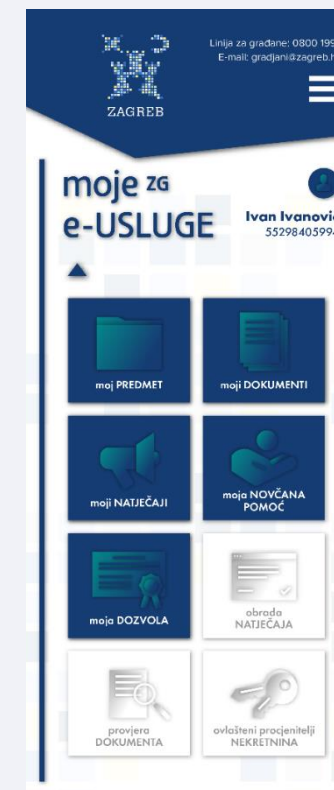 Linija za građane: 0800 199
E-mail: gradjani@zagreb.h
ZAGREB
moje ZG
e-USLUGE
Ivan Ivanovi
5529840599
moj PREDMET
moji DOKUMENTI
moji NATJEČAJI
moja NOVČANA
POMOĆ
moja DOZVOLA
obrada
NATJEČAJA
provjera
DOKUMENTA
ovlašteni procjenitelji
NEKRETNINA